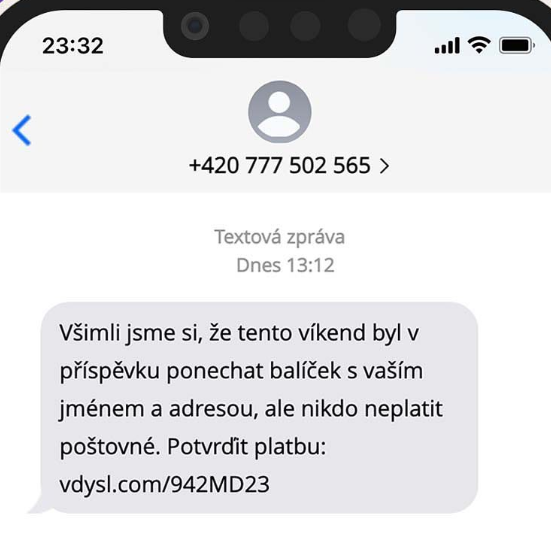 23:32
+420 777 502 565
Textová zpráva
Dnes 13:12
Všimli jsme si, že tento víkend byl v
příspěvku ponechat balíček s vaším
jménem a adresou, ale nikdo neplatit
poštovné. Potvrďit platbu:
vdysl.com/942MD23